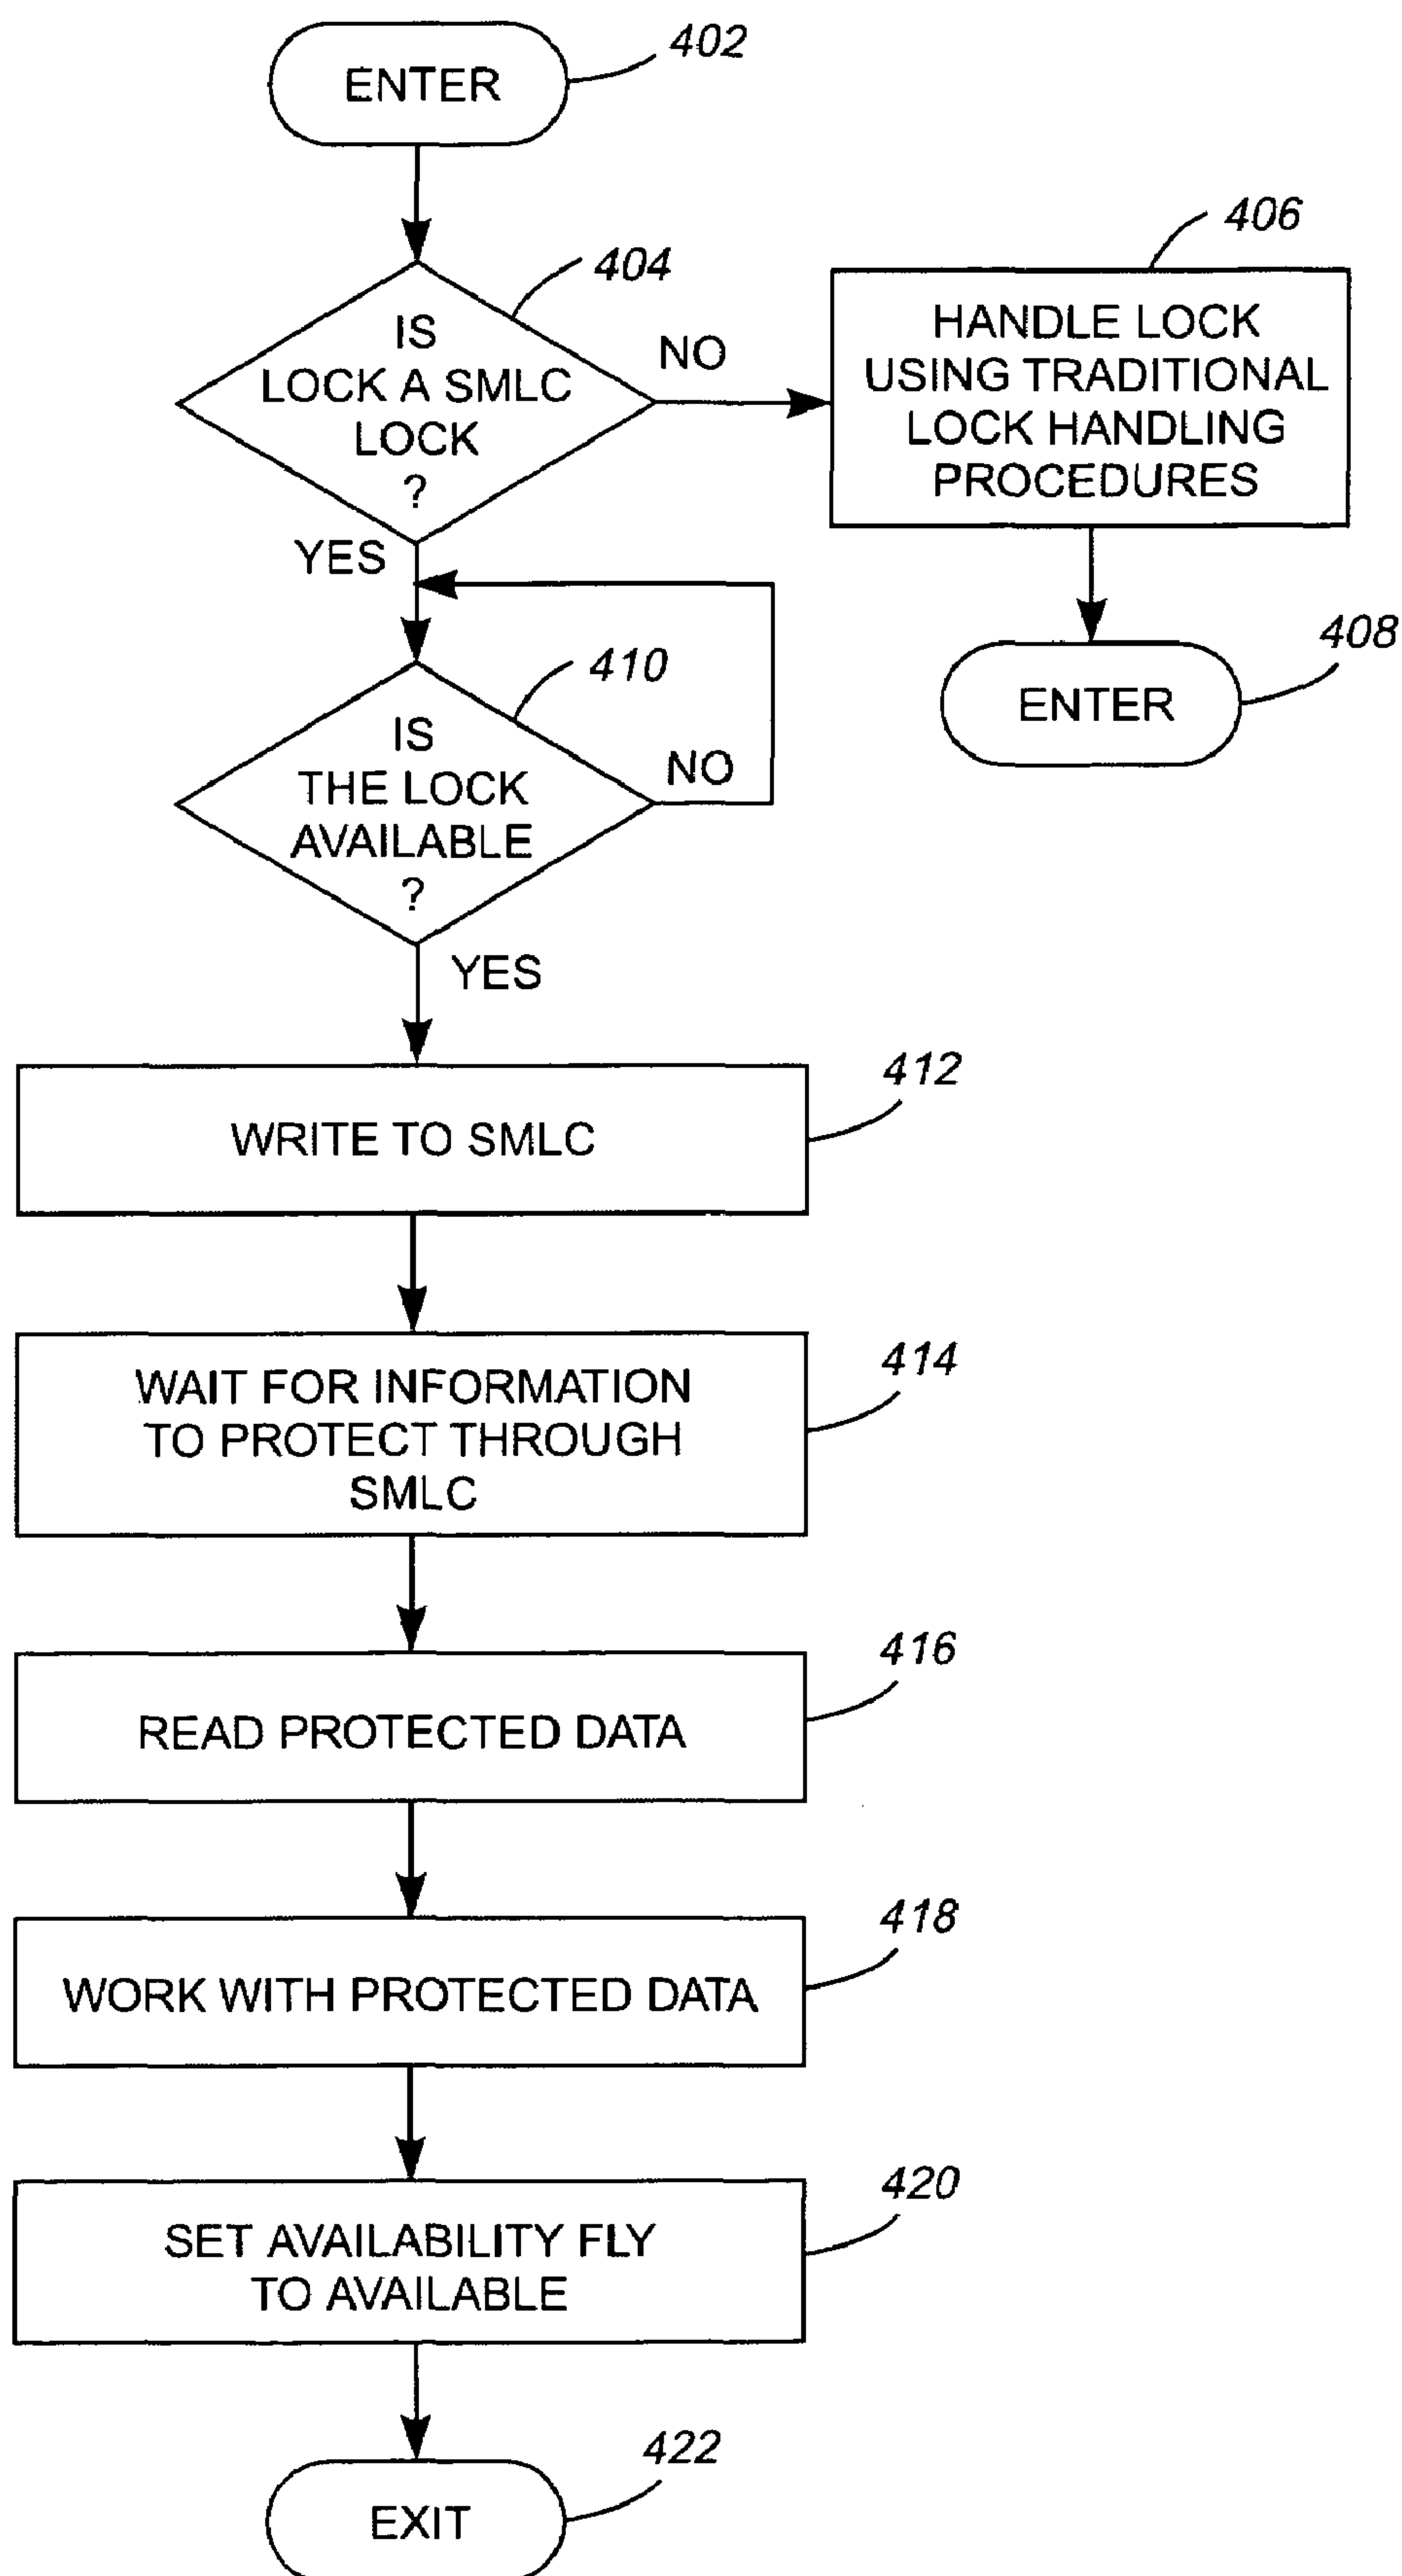 402
ENTER
404
IS
LOCK A SMLC
LOCK
?
NO
406
HANDLE LOCK
USING TRADITIONAL
LOCK HANDLING
PROCEDURES
YES
408
ENTER
410
IS
THE LOCK
AVAILABLE
?
NO
YES
412
WRITE TO SMLC
414
WAIT FOR INFORMATION
TO PROTECT THROUGH
SMLC
416
READ PROTECTED DATA
418
WORK WITH PROTECTED DATA
420
SET AVAILABILITY FLY
TO AVAILABLE
422
EXIT